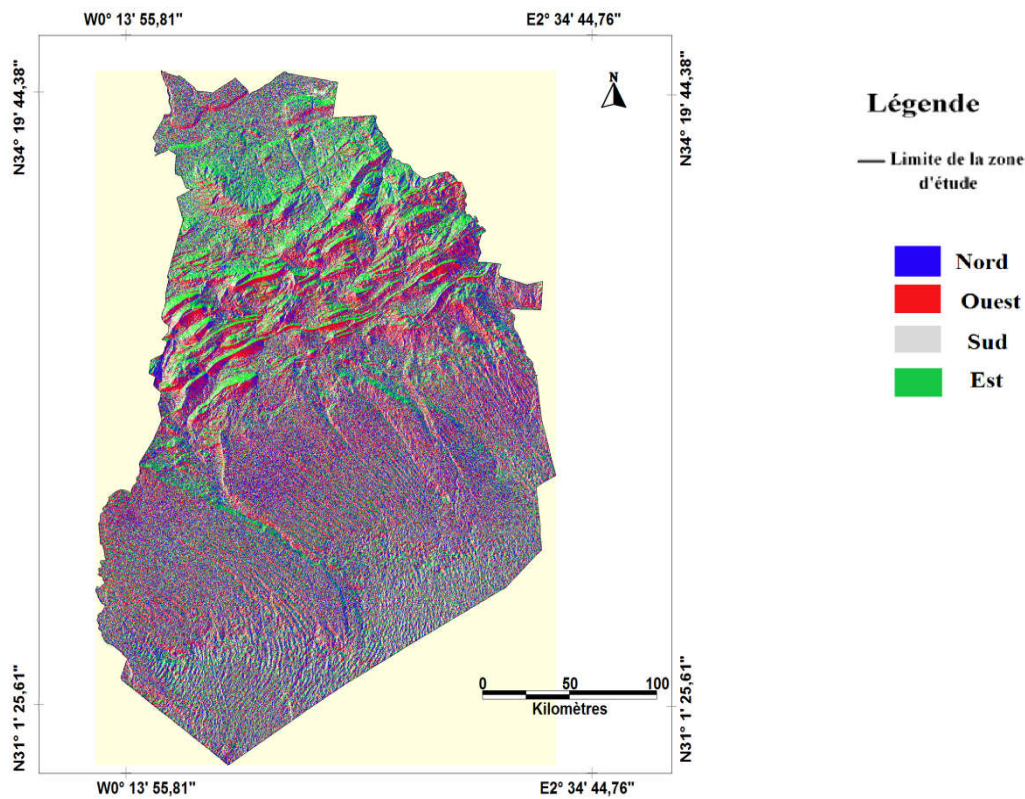 W0° 13' 55,81"
E2° 34' 44,76"
N34° 19' 44,38"
N34° 19' 44,38"
N
Légende
Limite de la zone
d'étude
Nord
Ouest
Sud
Est
0 50 100
Kilomètres
N31° 1' 25,61"
N31° 1' 25,61"
W0° 13' 55,81"
E2° 34' 44,76"